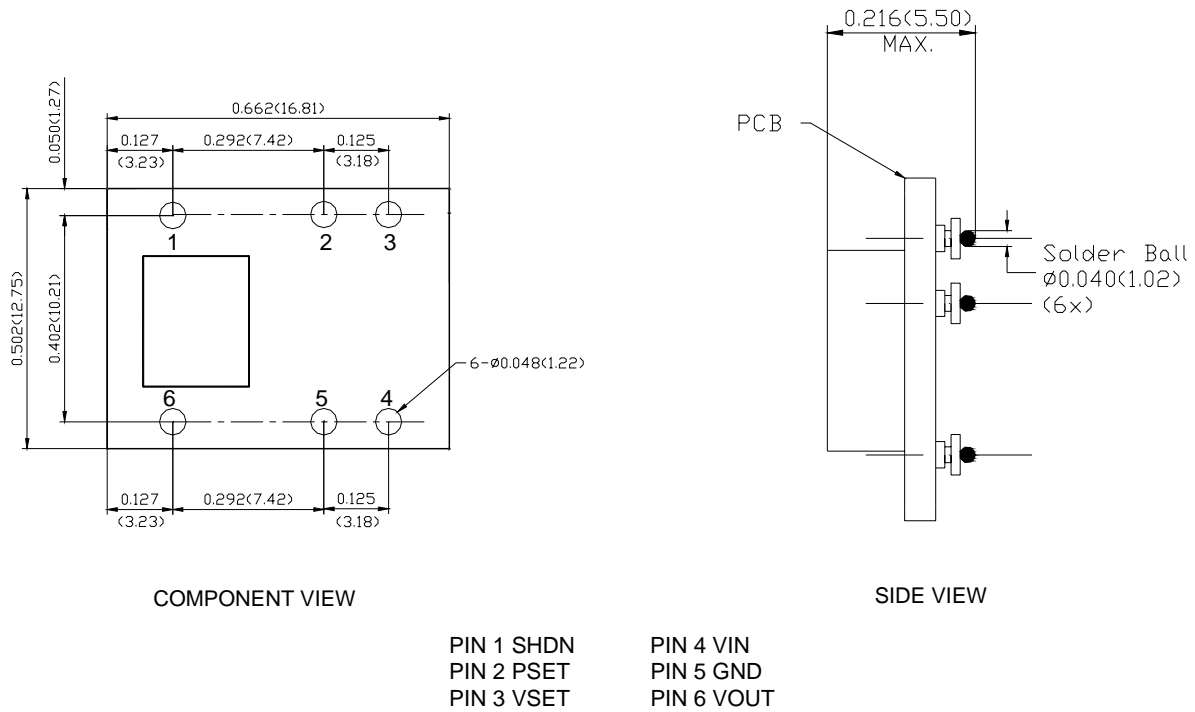 0.216(5.50)
MAX.
0.050(1.27)
0.662(16.81)
0.127
(3.23)
0.292(7.42)
0.125
(3.18)
PCB
1
2
3
0.502(12.75)
0.402(10.21)
Solder Ball
Ø0.040(1.02)
(6x)
6-Ø0.048(1.22)
6
5
4
0.127
(3.23)
0.292(7.42)
0.125
(3.18)
COMPONENT VIEW
SIDE VIEW
PIN 1 SHDN
PIN 2 PSET
PIN 3 VSET
PIN 4 VIN
PIN 5 GND
PIN 6 VOUT